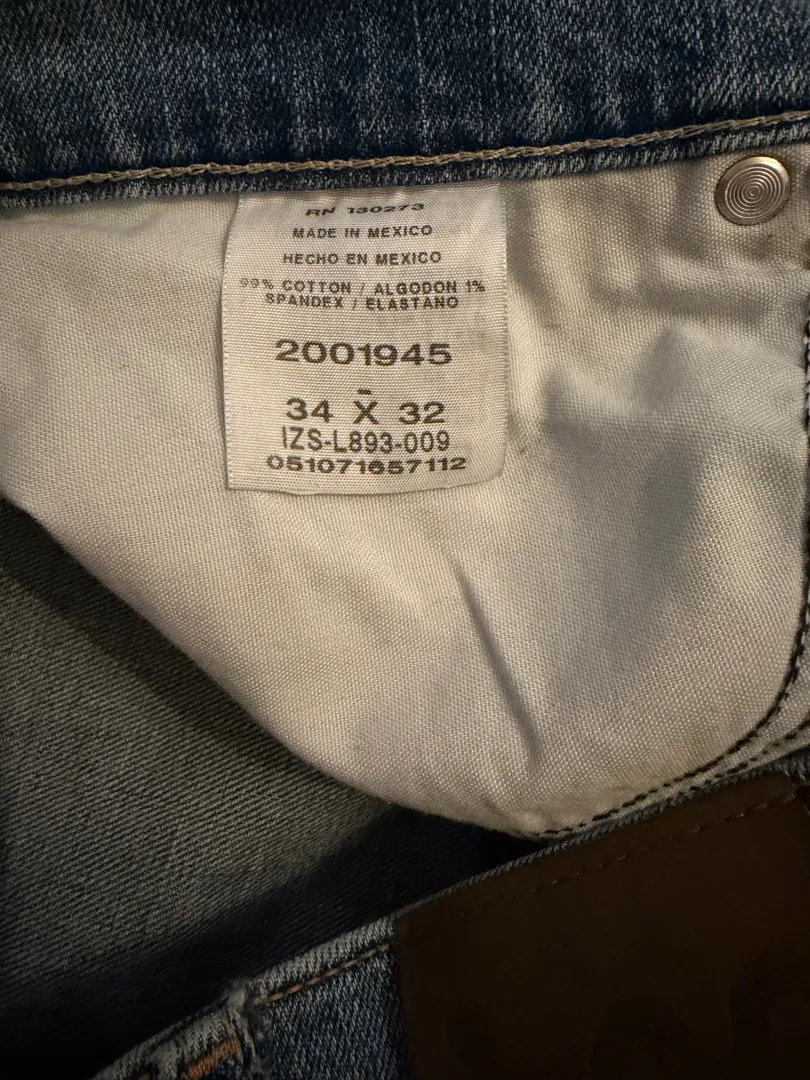 RN 130273
MADE IN MEXICO
HECHO EN MEXICO
99% COTTON / ALGODON 1%
SPANDEX / ELASTANO
2001945
-
34 X 32
IZS-L893-009
051071657112